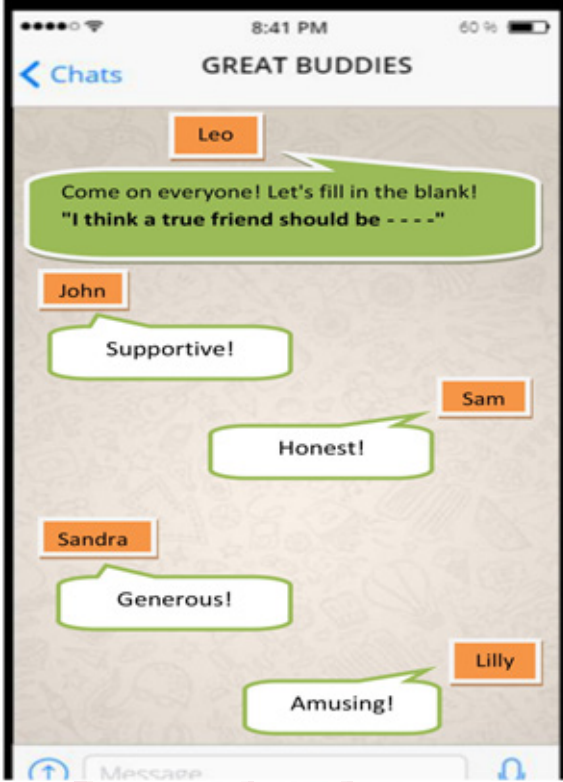 8:41 PM
60 %
Chats
GREAT BUDDIES
Leo
Come on everyone! Let's fill in the blank!
"I think a true friend should be - - - -"
John
Supportive!
Sam
Honest!
Sandra
Generous!
Lilly
Amusing!
Message